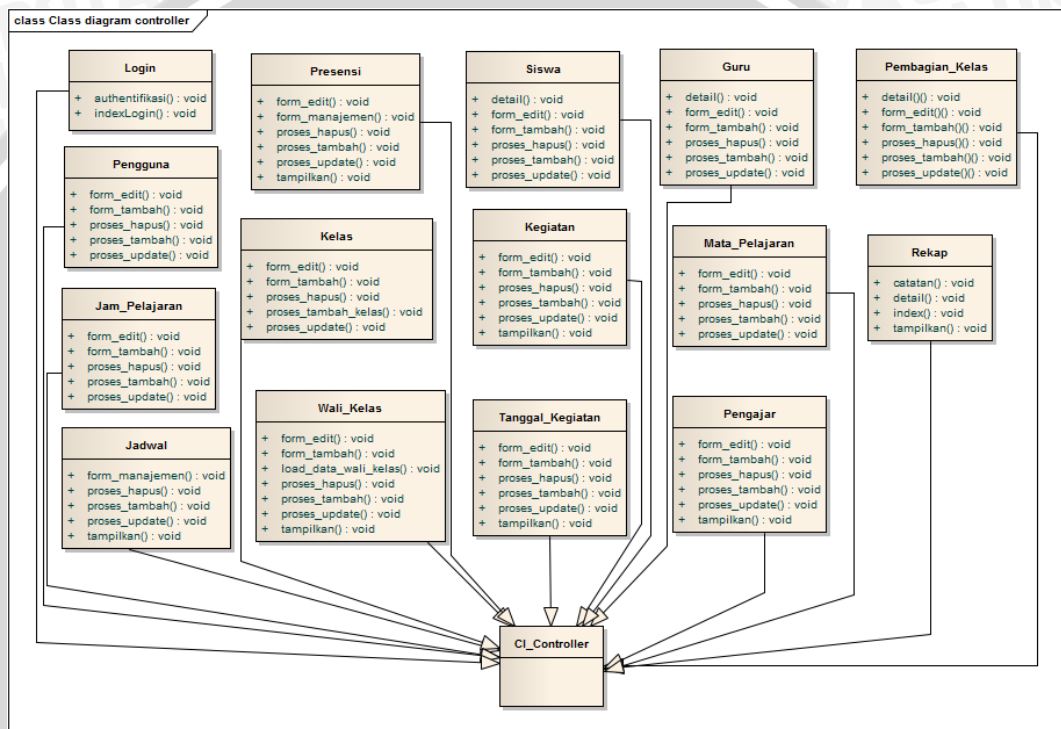 class Class diagram controller
Login
+ authentifikasi() : void
+ indexLogin() : void
Presensi
+ form_edit() : void
+ form_manajemen() : void
+ proses_hapus() : void
+ proses_tambah() : void
+ proses_update() : void
+ tampilkan() : void
Siswa
+ detail() : void
+ form_edit() : void
+ form_tambah() : void
+ proses_hapus() : void
+ proses_tambah() : void
+ proses_update() : void
Guru
+ detail() : void
+ form_edit() : void
+ form_tambah() : void
+ proses_hapus() : void
+ proses_tambah() : void
+ proses_update() : void
Pembagian_Kelas
+ detail()() : void
+ form_edit()() : void
+ form_tambah()() : void
+ proses_hapus()() : void
+ proses_tambah()() : void
+ proses_update()() : void
Pengguna
+ form_edit() : void
+ form_tambah() : void
+ proses_hapus() : void
+ proses_tambah() : void
+ proses_update() : void
Kelas
+ form_edit() : void
+ form_tambah() : void
+ proses_hapus() : void
+ proses_tambah_kelas() : void
+ proses_update() : void
Kegiatan
+ form_edit() : void
+ form_tambah() : void
+ proses_hapus() : void
+ proses_tambah() : void
+ proses_update() : void
+ tampilkan() : void
Mata_Pelajaran
+ form_edit() : void
+ form_tambah() : void
+ proses_hapus() : void
+ proses_tambah() : void
+ proses_update() : void
Rekap
+ catatan() : void
+ detail() : void
+ index() : void
+ tampilkan() : void
Jam_Pelajaran
+ form_edit() : void
+ form_tambah() : void
+ proses_hapus() : void
+ proses_tambah() : void
+ proses_update() : void
Wali_Kelas
+ form_edit() : void
+ form_tambah() : void
+ load_data_wali_kelas() : void
+ proses_hapus() : void
+ proses_tambah() : void
+ proses_update() : void
+ tampilkan() : void
Tanggal_Kegiatan
+ form_edit() : void
+ form_tambah() : void
+ proses_hapus() : void
+ proses_tambah() : void
+ proses_update() : void
+ tampilkan() : void
Pengajar
+ form_edit() : void
+ form_tambah() : void
+ proses_hapus() : void
+ proses_tambah() : void
+ proses_update() : void
+ tampilkan() : void
Jadwal
+ form_manajemen() : void
+ proses_hapus() : void
+ proses_tambah() : void
+ proses_update() : void
+ tampilkan() : void
CI_Controller